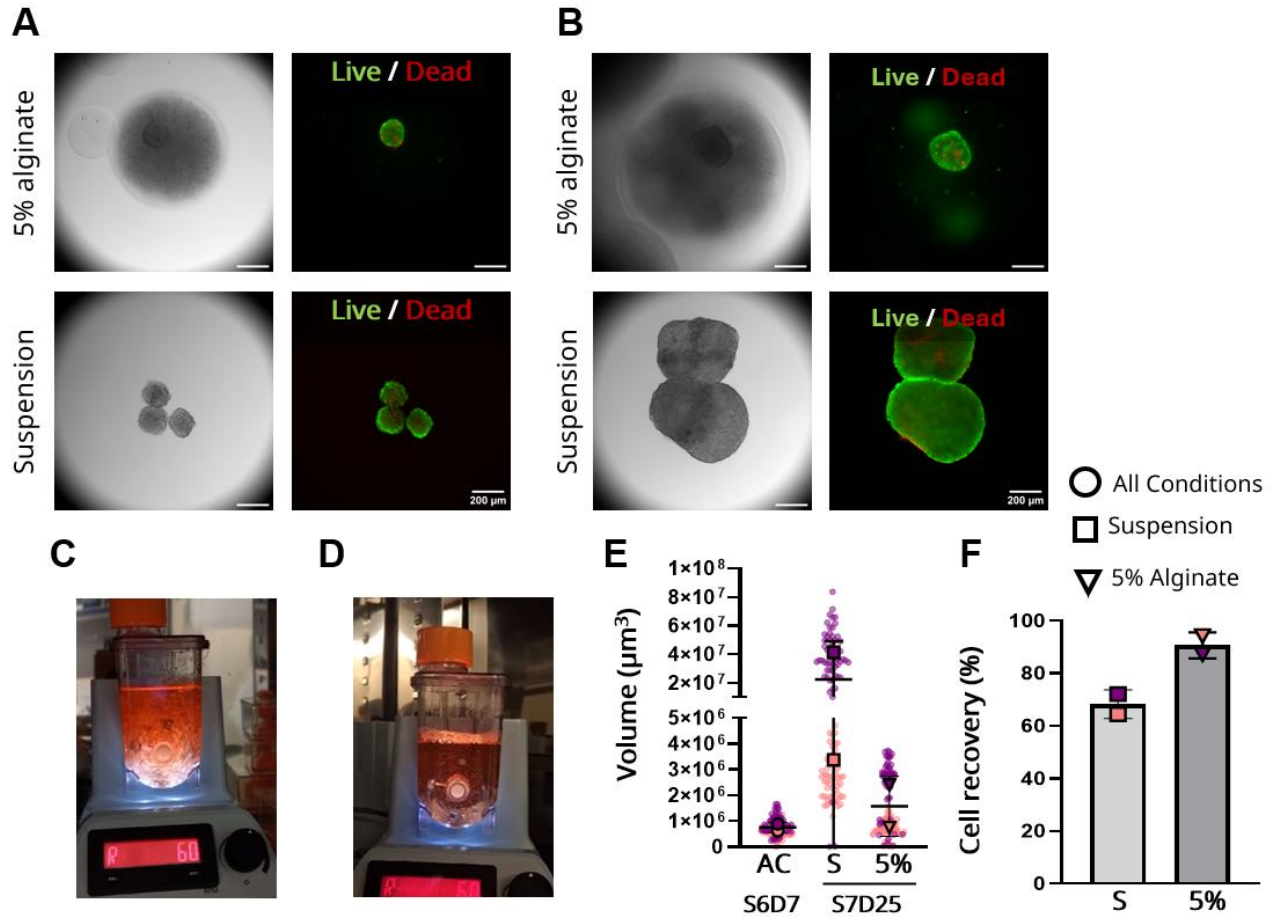 A
B
5% alginate
Live / Dead
5% alginate
Live / Dead
Suspension
Live / Dead
200 µm
Suspension
Live / Dead
200 µm
All Conditions
Suspension
5% Alginate
C
R 60
D
R 60
E
Volume (µm³)
1×10⁸
8×10⁷
6×10⁷
4×10⁷
2×10⁷
5×10⁶
4×10⁶
3×10⁶
2×10⁶
1×10⁶
0
AC S 5%
S6D7 S7D25
F
Cell recovery (%)
100
80
60
40
20
0
S 5%